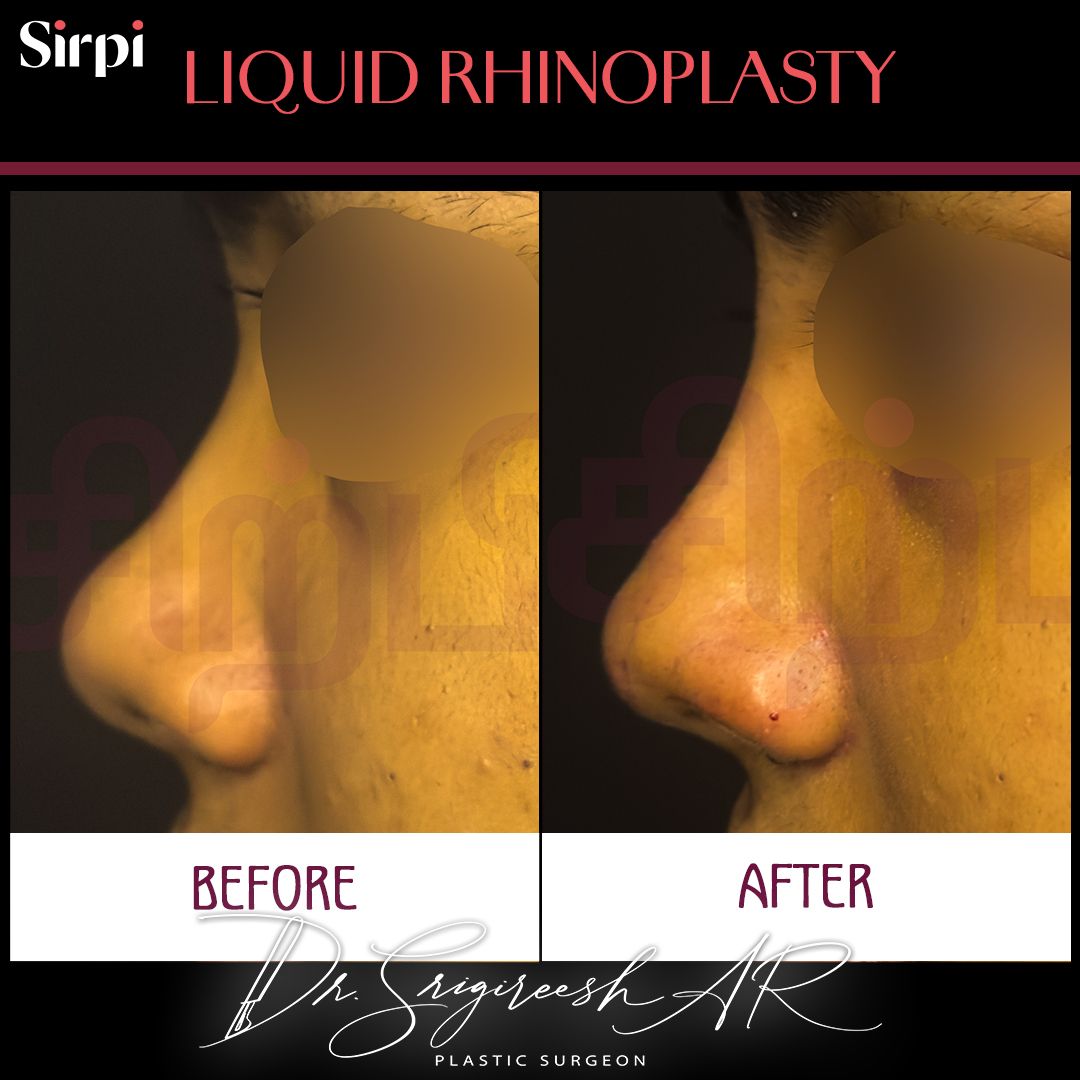 Sirpi
LIQUID RHINOPLASTY
சிற்பி
BEFORE
AFTER
Dr. Srigireesh AR
PLASTIC SURGEON